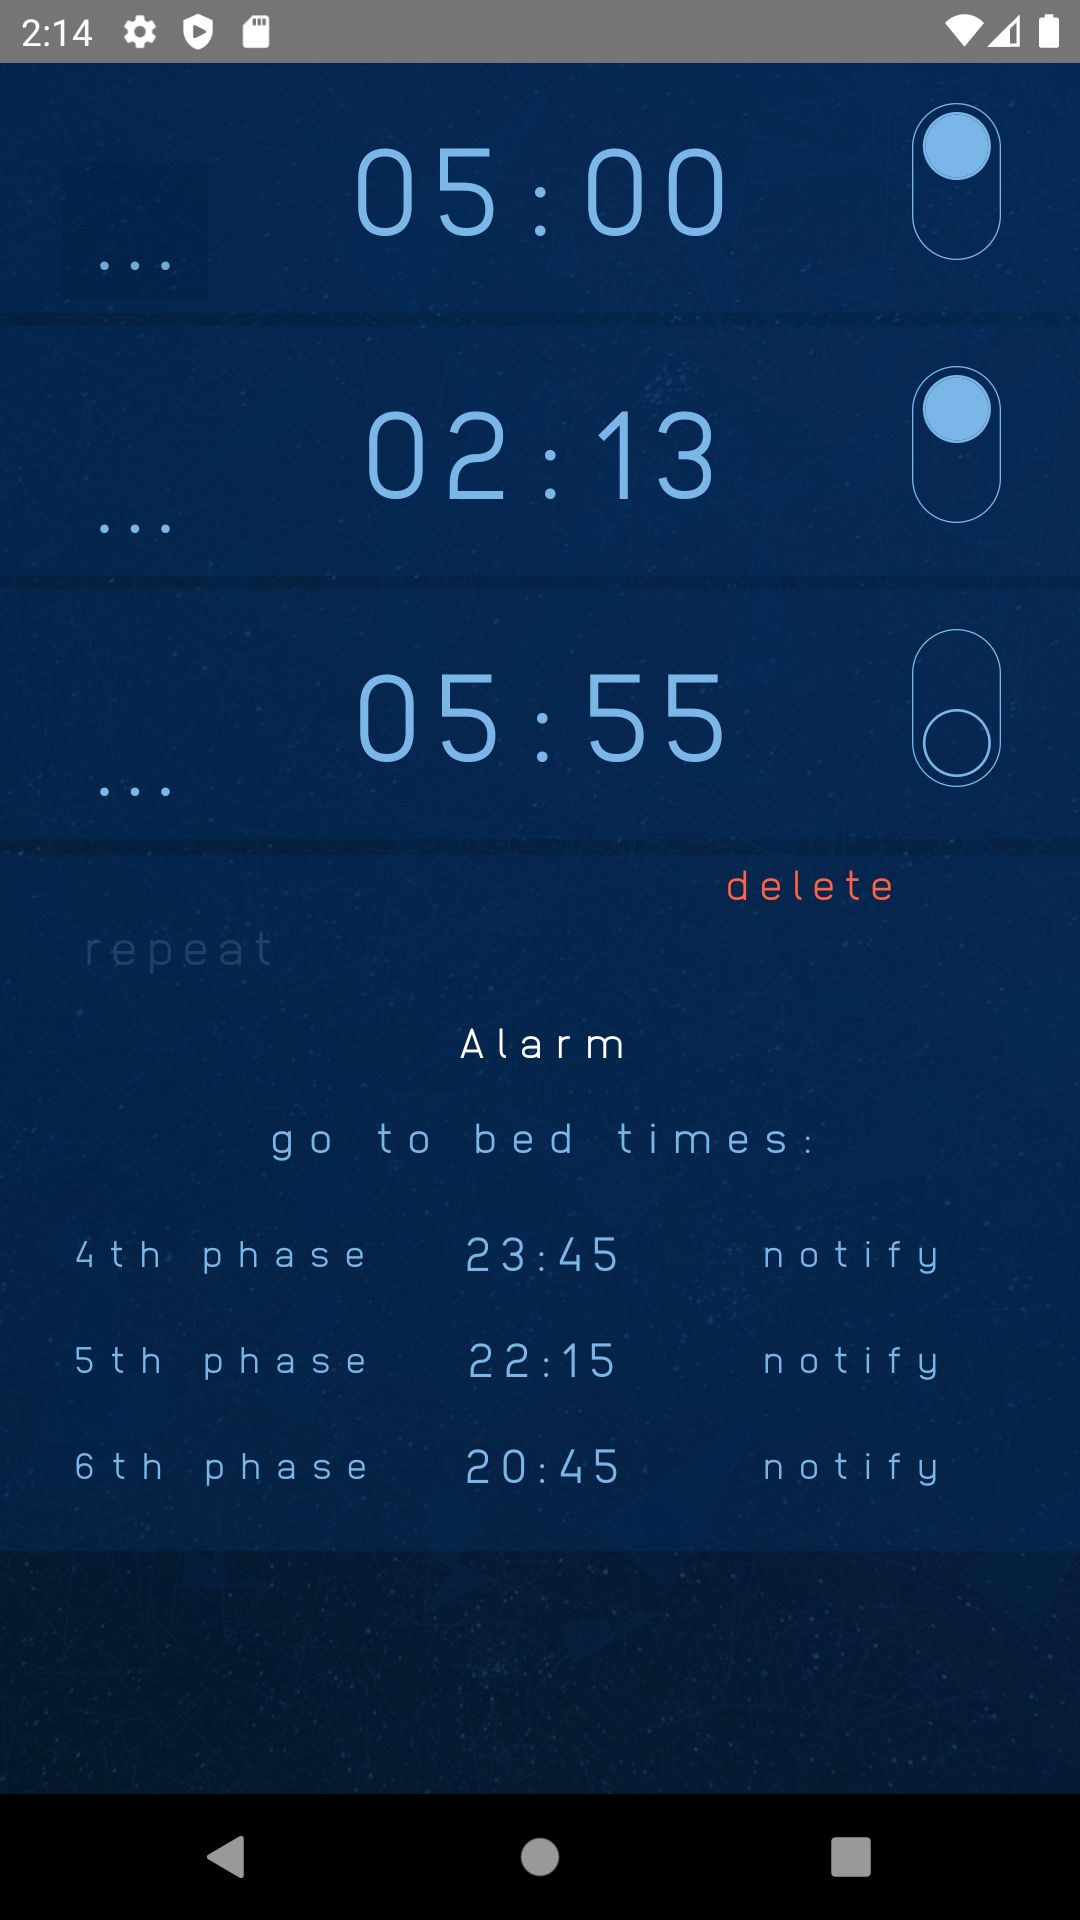 2:14
05:00
...
02:13
...
05:55
...
delete
repeat
Alarm
go to bed times:
4th phase 23:45 notify
5th phase 22:15 notify
6th phase 20:45 notify